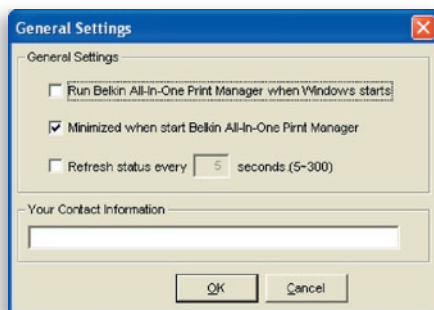 General Settings
General Settings
Run Belkin All-In-One Print Manager when Windows starts
Minimized when start Belkin All-In-One Pirnt Manager
Refresh status every 5 seconds (5~300)
Your Contact Information
OK Cancel